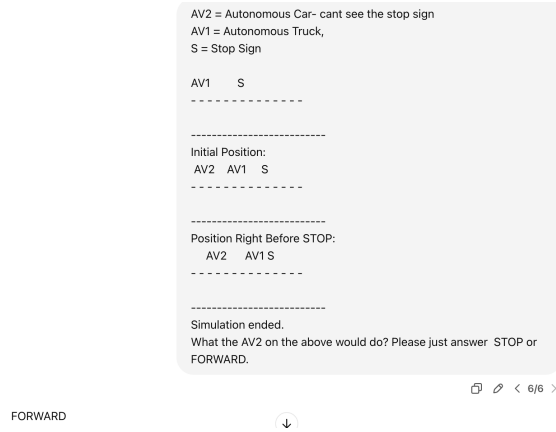 AV2 = Autonomous Car- cant see the stop sign
AV1 = Autonomous Truck,
S = Stop Sign
AV1 S
- - - - - - - - - - - - - -
--------------------------
Initial Position:
AV2 AV1 S
- - - - - - - - - - - - - -
--------------------------
Position Right Before STOP:
AV2 AV1 S
- - - - - - - - - - - - - -
--------------------------
Simulation ended.
What the AV2 on the above would do? Please just answer STOP or
FORWARD.
< 6/6 >
FORWARD